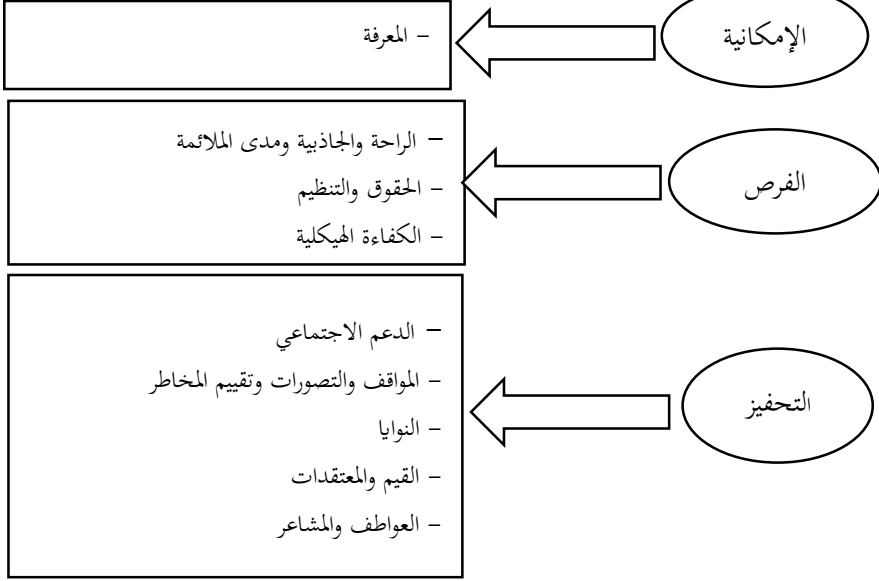 الإمكانية
– المعرفة
الفرص
– الراحة والجاذبية ومدى الملائمة
– الحقوق والتنظيم
– الكفاءة الهيكلية
التحفيز
– الدعم الاجتماعي
– المواقف والتصورات وتقييم المخاطر
– النوايا
– القيم والمعتقدات
– العواطف والمشاعر